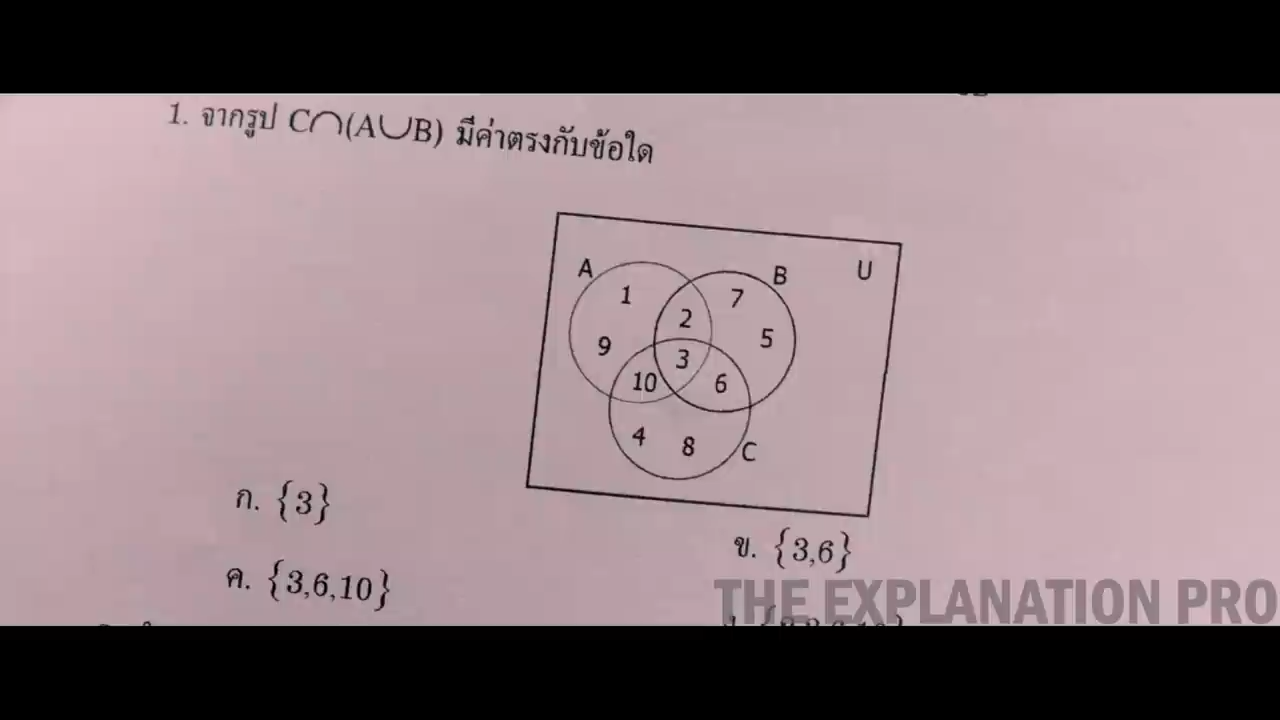 1. จากรูป C∩(A∪B) มีค่าตรงกับข้อใด
A
B
U
1
7
2
5
9
3
10
6
4
8
C
ก. {3}
ข. {3,6}
ค. {3,6,10}
THE EXPLANATION PRO